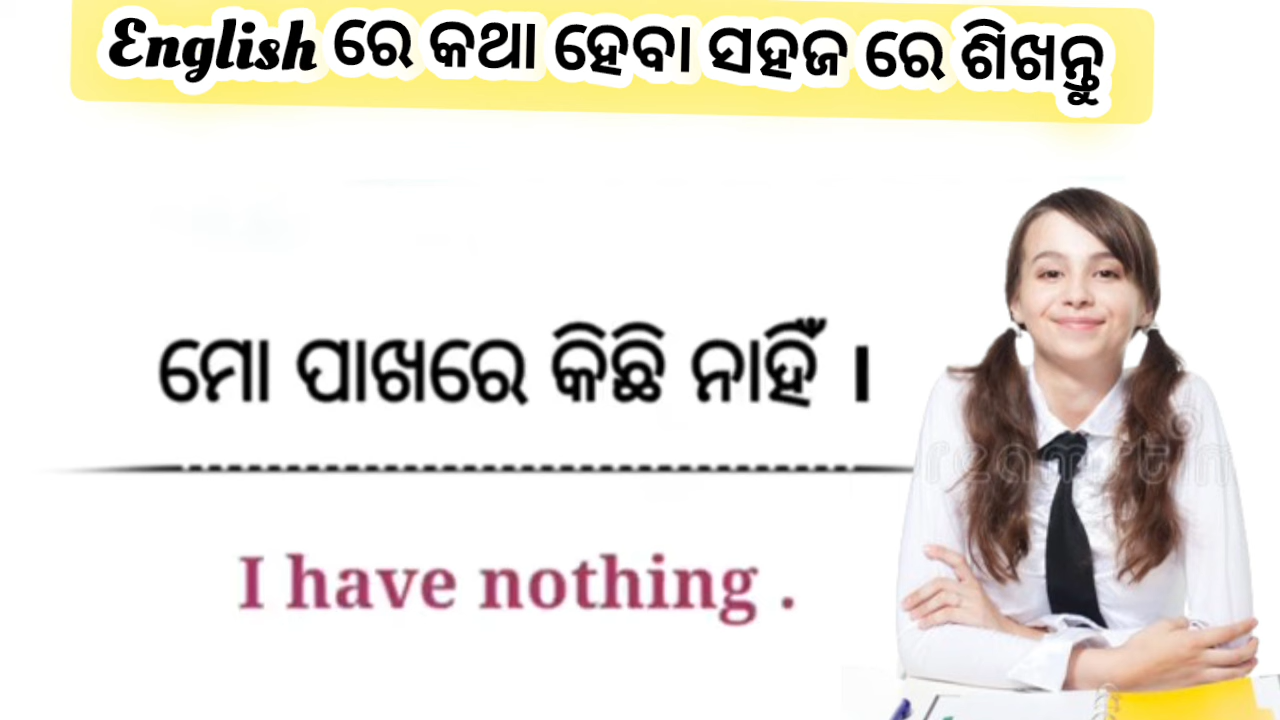 English ରେ କଥା ହେବା ସହଜ ରେ ଶିଖନ୍ତୁ
ମୋ ପାଖରେ କିଛି ନାହିଁ ।
I have nothing .